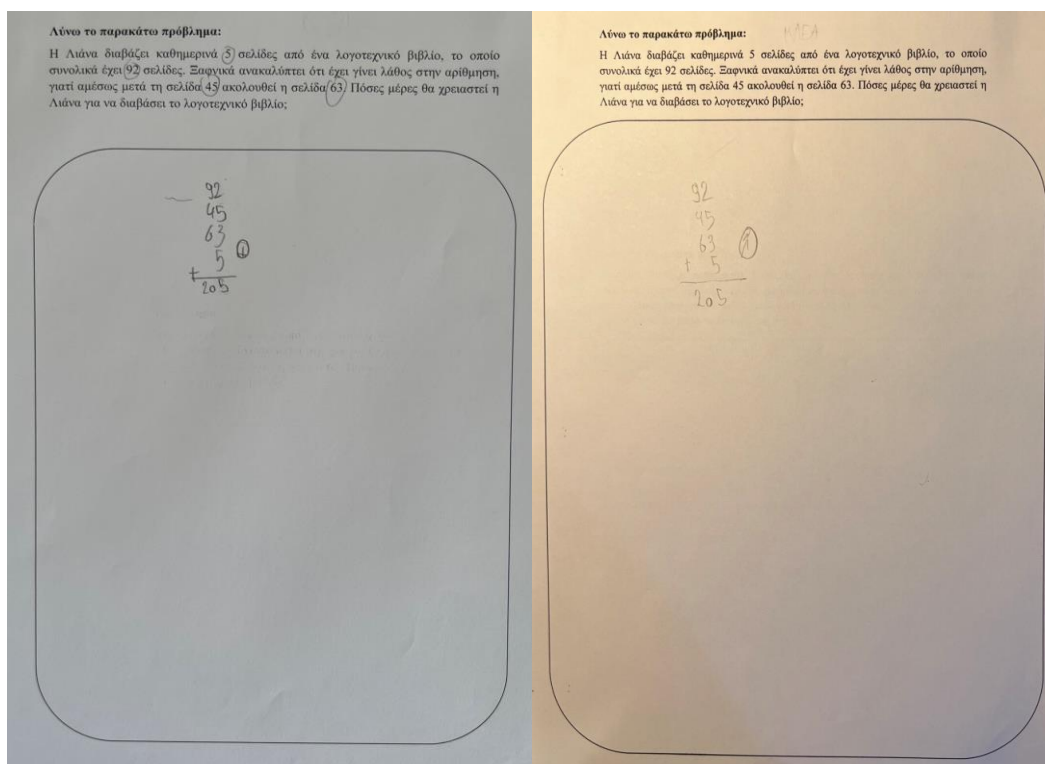 Λύνω το παρακάτω πρόβλημα:
Η Λιάνα διαβάζει καθημερινά 5 σελίδες από ένα λογοτεχνικό βιβλίο, το οποίο
συνολικά έχει 92 σελίδες. Ξαφνικά ανακαλύπτει ότι έχει γίνει λάθος στην αρίθμηση,
γιατί αμέσως μετά τη σελίδα 45 ακολουθεί η σελίδα 63. Πόσες μέρες θα χρειαστεί η
Λιάνα για να διαβάσει το λογοτεχνικό βιβλίο;
92
45
63
5
+
205
Λύνω το παρακάτω πρόβλημα:
Η Λιάνα διαβάζει καθημερινά 5 σελίδες από ένα λογοτεχνικό βιβλίο, το οποίο
συνολικά έχει 92 σελίδες. Ξαφνικά ανακαλύπτει ότι έχει γίνει λάθος στην αρίθμηση,
γιατί αμέσως μετά τη σελίδα 45 ακολουθεί η σελίδα 63. Πόσες μέρες θα χρειαστεί η
Λιάνα για να διαβάσει το λογοτεχνικό βιβλίο;
92
45
63
+ 5
205